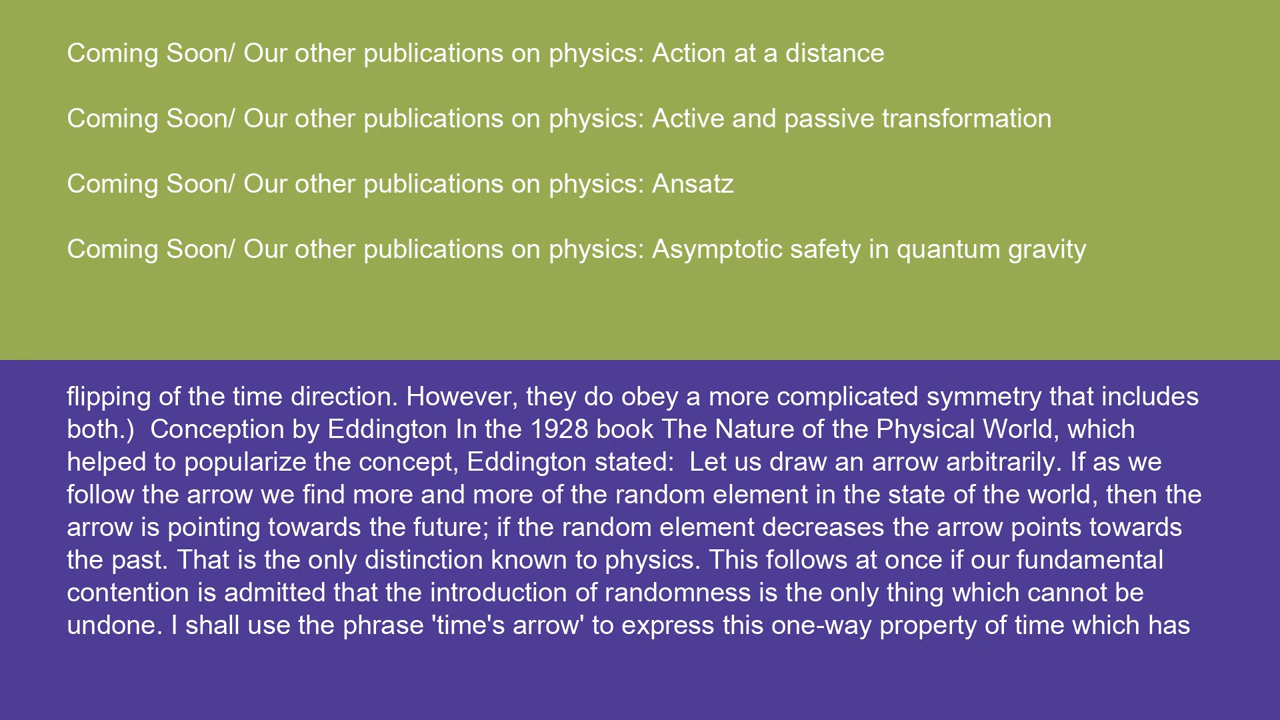 Coming Soon/ Our other publications on physics: Action at a distance
Coming Soon/ Our other publications on physics: Active and passive transformation
Coming Soon/ Our other publications on physics: Ansatz
Coming Soon/ Our other publications on physics: Asymptotic safety in quantum gravity
flipping of the time direction. However, they do obey a more complicated symmetry that includes
both.)  Conception by Eddington In the 1928 book The Nature of the Physical World, which
helped to popularize the concept, Eddington stated:  Let us draw an arrow arbitrarily. If as we
follow the arrow we find more and more of the random element in the state of the world, then the
arrow is pointing towards the future; if the random element decreases the arrow points towards
the past. That is the only distinction known to physics. This follows at once if our fundamental
contention is admitted that the introduction of randomness is the only thing which cannot be
undone. I shall use the phrase 'time's arrow' to express this one-way property of time which has